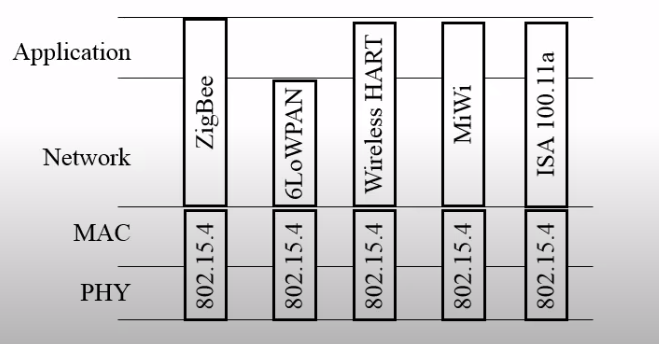 Application
Network
MAC
PHY
ZigBee
6LoWPAN
Wireless HART
MiWi
ISA 100.11a
802.15.4
802.15.4
802.15.4
802.15.4
802.15.4